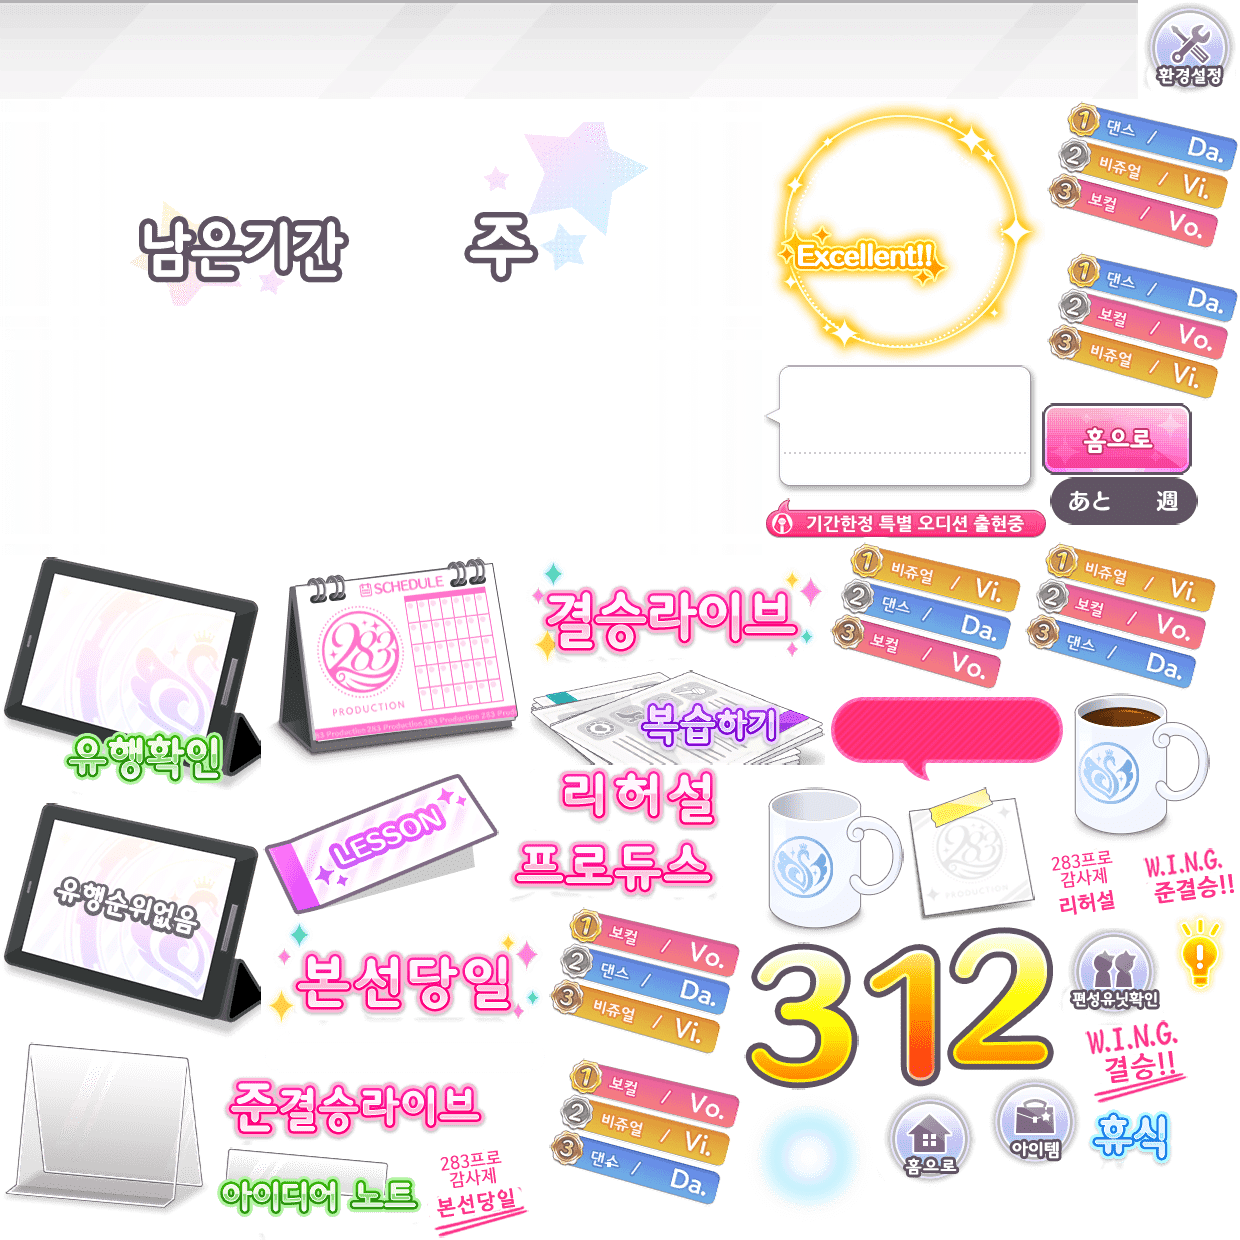 환경설정
남은기간 주
Excellent!!
1 댄스 / Da.
2 비쥬얼 / Vi.
3 보컬 / Vo.
1 댄스 / Da.
2 보컬 / Vo.
3 비쥬얼 / Vi.
홈으로
あと 週
기간한정 특별 오디션 출현중
1 비쥬얼 / Vi.
2 댄스 / Da.
3 보컬 / Vo.
1 비쥬얼 / Vi.
2 보컬 / Vo.
3 댄스 / Da.
유행확인
SCHEDULE
283
PRODUCTION
283 Production 283 Production 283
결승라이브
복습하기
리허설
프로듀스
LESSON
유행순위없음
본선당일
283
PRODUCTION
283프로
감사제
리허설
W.I.N.G.
준결승!!
1 보컬 / Vo.
2 댄스 / Da.
3 비쥬얼 / Vi.
3 1 2
편성유닛확인
W.I.N.G.
결승!!
준결승라이브
아이디어 노트
283프로
감사제
본선당일
1 보컬 / Vo.
2 비쥬얼 / Vi.
3 댄스 / Da.
홈으로
아이템
휴식